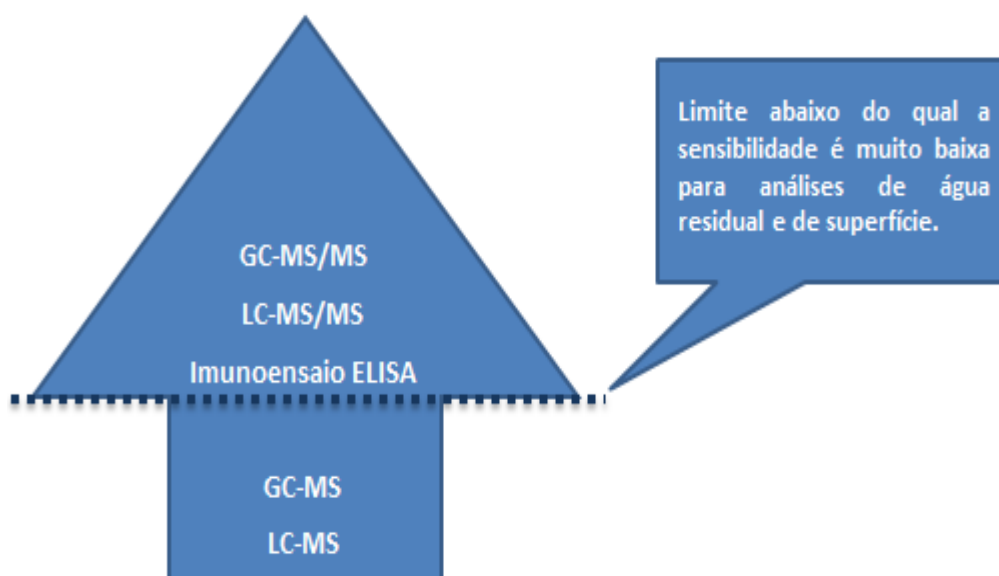 GC-MS/MS
LC-MS/MS
Imunoensaio ELISA
GC-MS
LC-MS
Limite abaixo do qual a
sensibilidade é muito baixa
para análises de água
residual e de superfície.